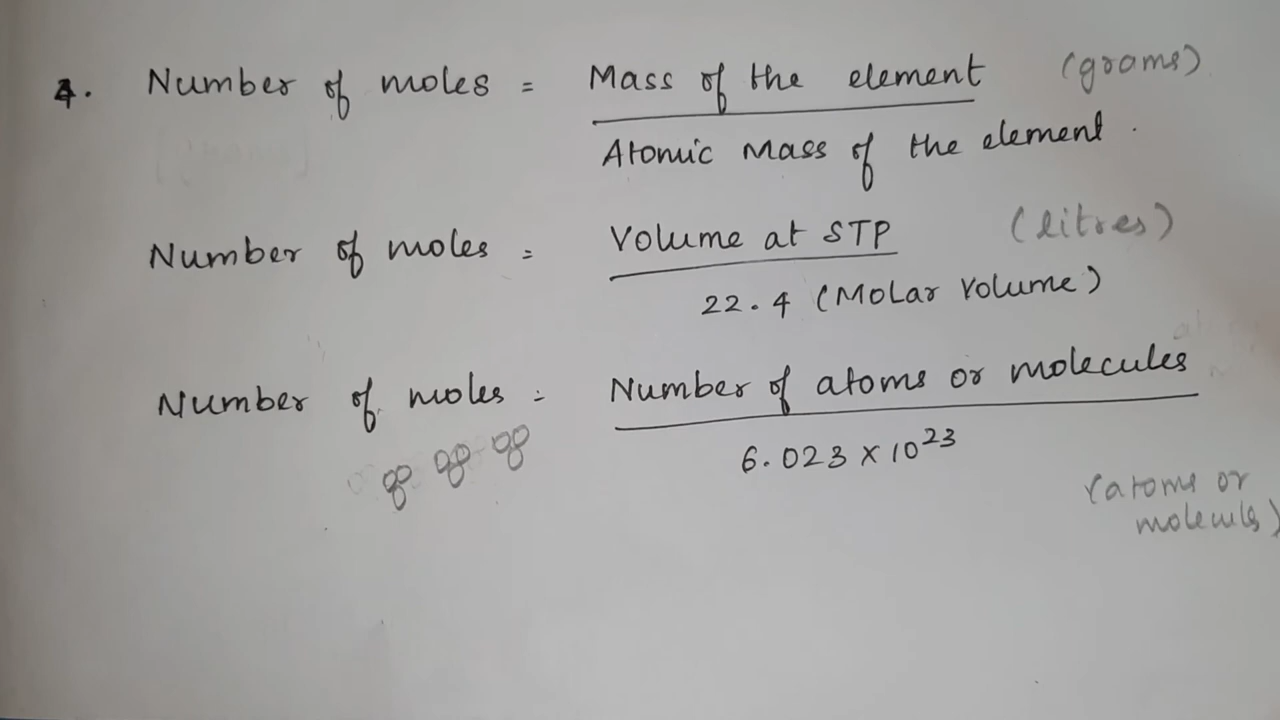 4. Number of moles = Mass of the element (grams)
Atomic Mass of the element.
Number of moles = Volume at STP (litres)
22.4 (Molar Volume)
Number of moles = Number of atoms or molecules
6.023 x 10²³
(atoms or
molecules)